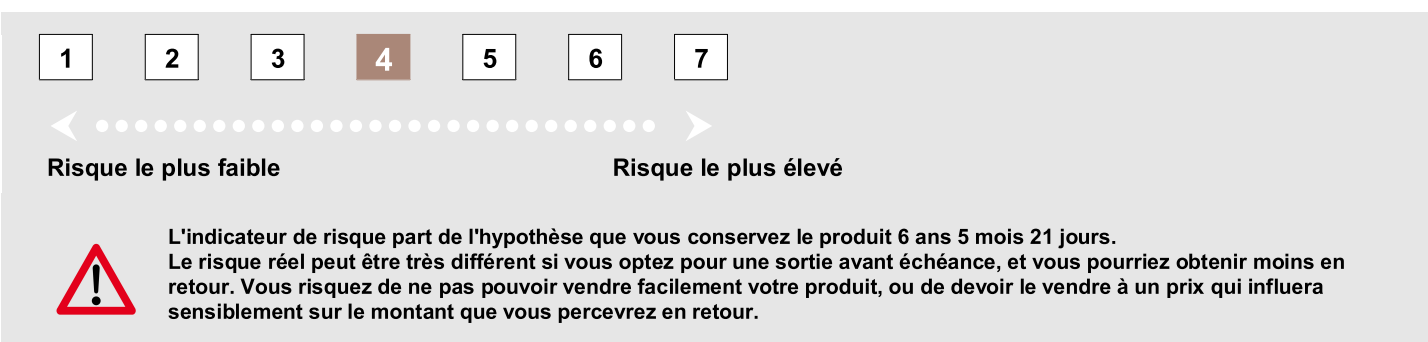 1 2 3 4 5 6 7
Risque le plus faible Risque le plus élevé
L'indicateur de risque part de l'hypothèse que vous conservez le produit 6 ans 5 mois 21 jours.
Le risque réel peut être très différent si vous optez pour une sortie avant échéance, et vous pourriez obtenir moins en
retour. Vous risquez de ne pas pouvoir vendre facilement votre produit, ou de devoir le vendre à un prix qui influera
sensiblement sur le montant que vous percevrez en retour.